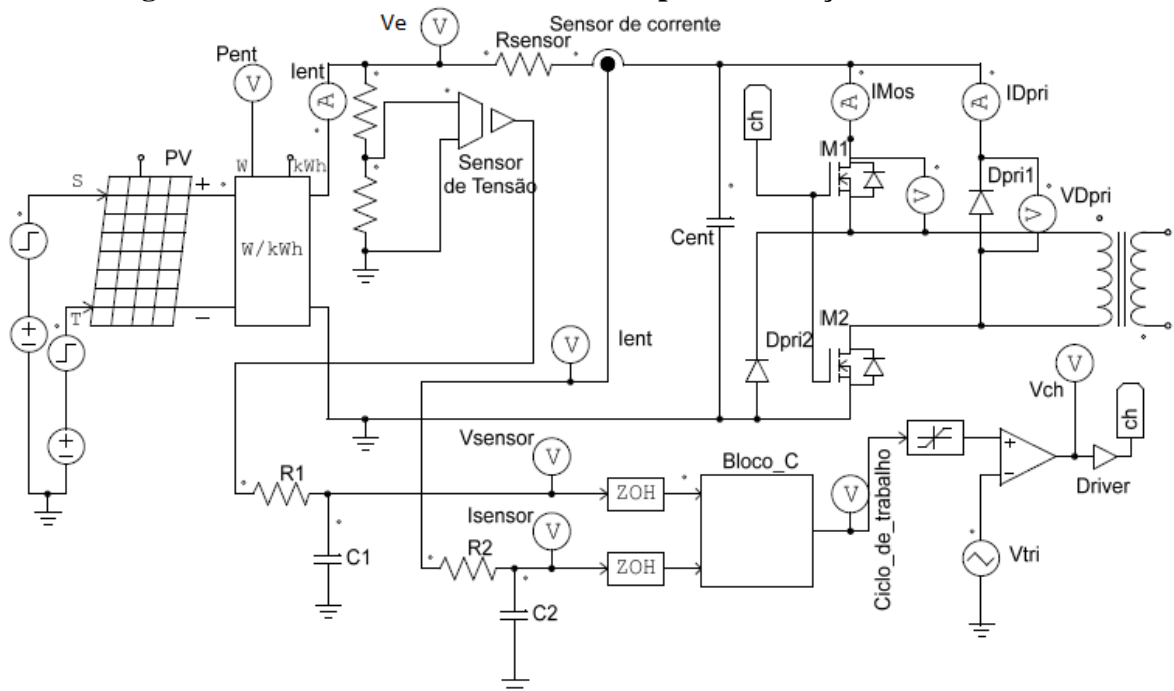 Ve
V
Sensor de corrente
Rsensor
Pent
V
Ient
A
ch
IMos
A
IDpri
A
PV
W
kWh
Sensor
de Tensão
M1
Dpri1
VDpri
V
V
S
+
W/kWh
Cent
T
−
Ient
V
Dpri2
M2
Vch
V
ch
Vsensor
V
Bloco_C
R1
ZOH
V
Ciclo_de_trabalho
Driver
Isensor
V
C1
R2
ZOH
Vtri
C2